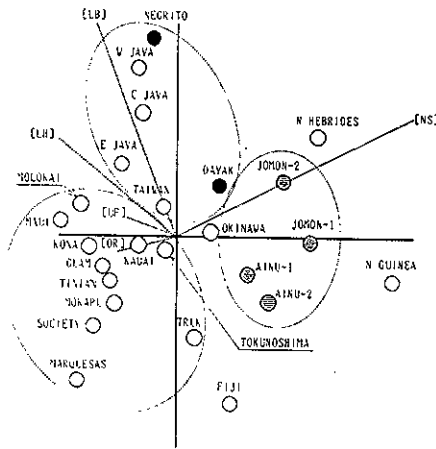 [LB]
NEGRITO
W JAVA
C JAVA
N HEBRIDES
[NS]
[LH]
E JAVA
JOMON-2
DAYAK
MOLOKAI
TAIWAN
MAUI
[UF]
OKINAWA
JOMON-1
KONA
[OR]
KAUAI
GUAM
AINU-1
TINIAN
N GUINEA
MOKAPU
AINU-2
SOCIETY
TRUK
TOKUNOSHIMA
MARQUESAS
FIJI